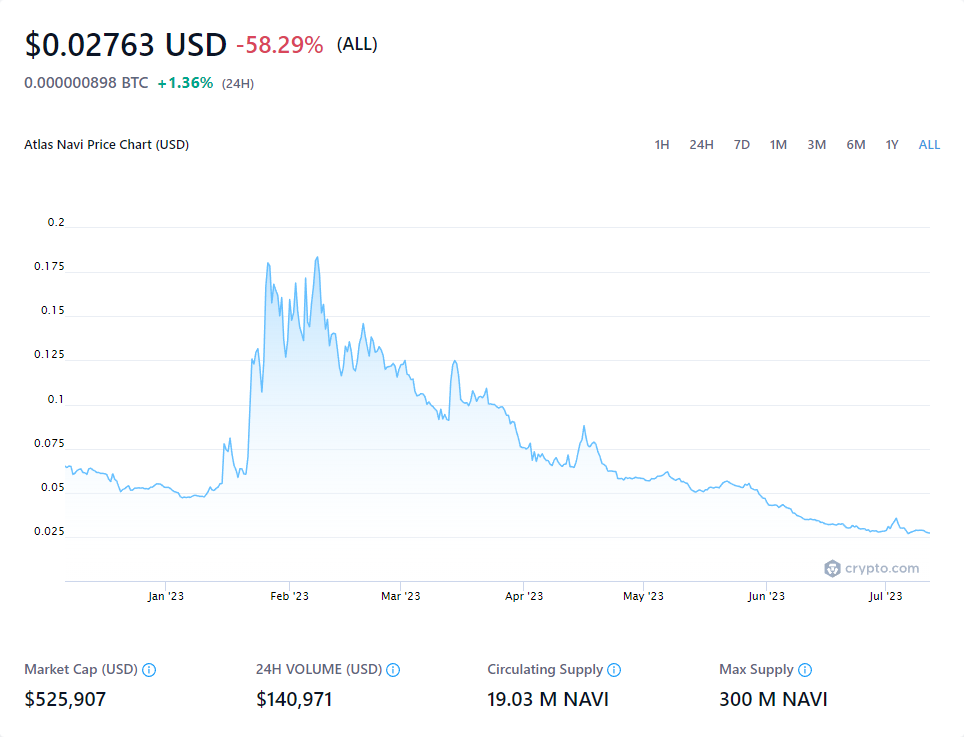 $0.02763 USD -58.29% (ALL)
0.000000898 BTC +1.36% (24H)
Atlas Navi Price Chart (USD) 1H 24H 7D 1M 3M 6M 1Y ALL
0.2
0.175
0.15
0.125
0.1
0.075
0.05
0.025
crypto.com
Jan '23 Feb '23 Mar '23 Apr '23 May '23 Jun '23 Jul '23
Market Cap (USD) 24H VOLUME (USD) Circulating Supply Max Supply
$525,907 $140,971 19.03 M NAVI 300 M NAVI